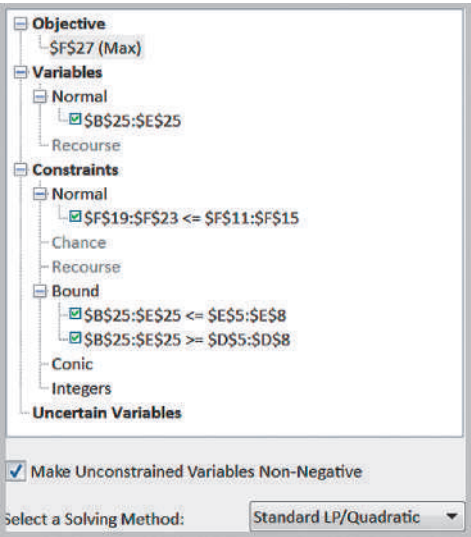 Objective
$F$27 (Max)
Variables
Normal
$B$25:$E$25
Recourse
Constraints
Normal
$F$19:$F$23 <= $F$11:$F$15
Chance
Recourse
Bound
$B$25:$E$25 <= $E$5:$E$8
$B$25:$E$25 >= $D$5:$D$8
Conic
Integers
Uncertain Variables
Make Unconstrained Variables Non-Negative
Select a Solving Method: Standard LP/Quadratic